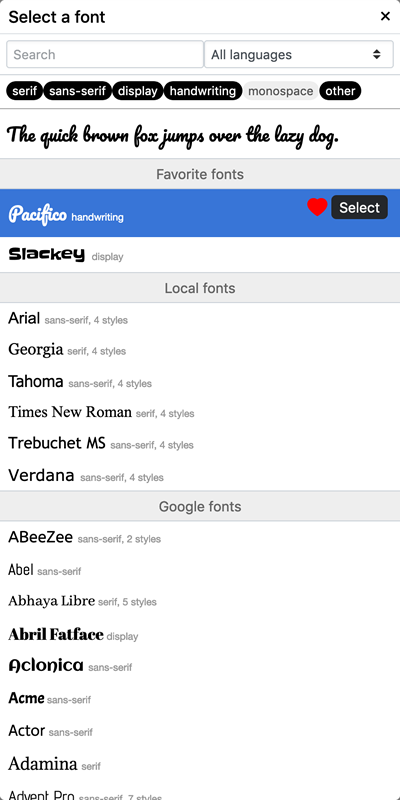 Select a font ×
Search All languages
serif sans-serif display handwriting monospace other
The quick brown fox jumps over the lazy dog.
Favorite fonts
Pacifico handwriting Select
Slackey display
Local fonts
Arial sans-serif, 4 styles
Georgia serif, 4 styles
Tahoma sans-serif, 4 styles
Times New Roman serif, 4 styles
Trebuchet MS sans-serif, 4 styles
Verdana sans-serif, 4 styles
Google fonts
ABeeZee sans-serif, 2 styles
Abel sans-serif
Abhaya Libre serif, 5 styles
Abril Fatface display
Aclonica sans-serif
Acme sans-serif
Actor sans-serif
Adamina serif
Advent Pro sans-serif, 7 styles